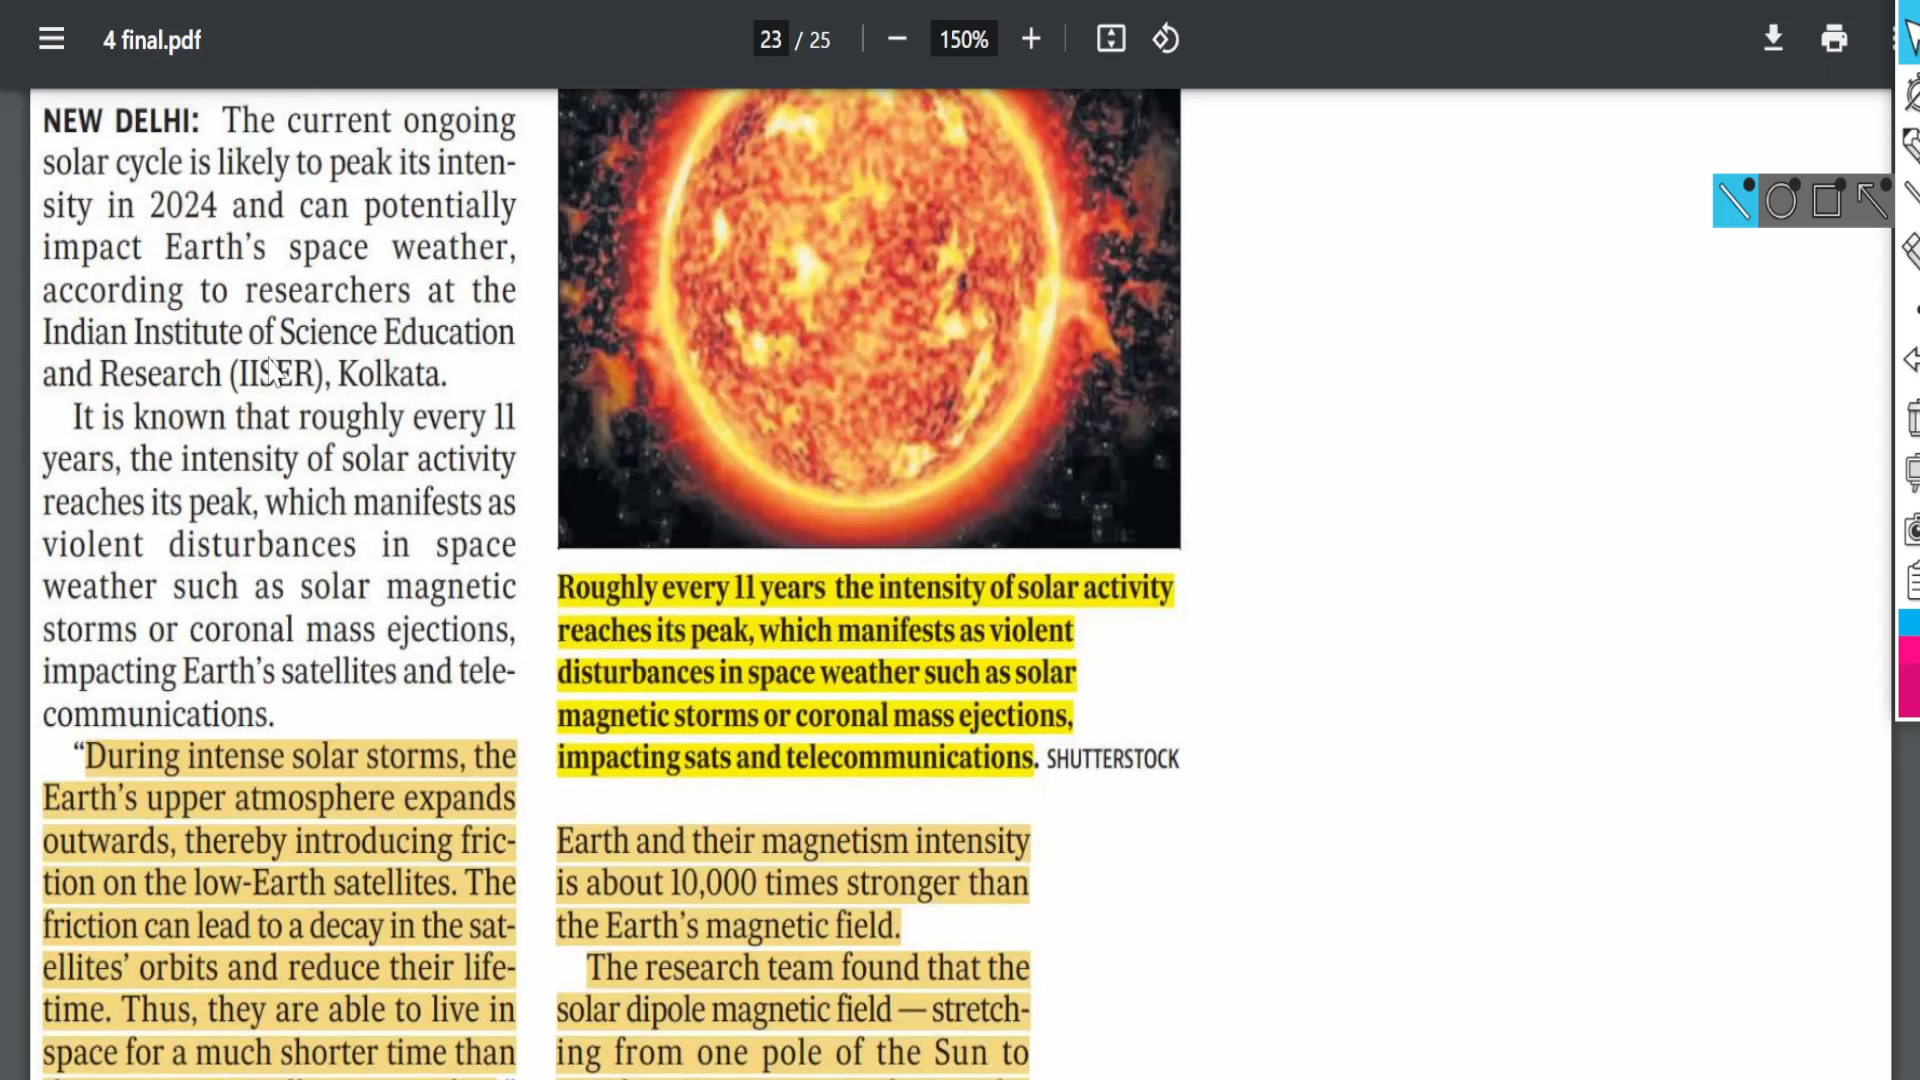 4 final.pdf
23 / 25
150%
NEW DELHI: The current ongoing
solar cycle is likely to peak its inten-
sity in 2024 and can potentially
impact Earth's space weather,
according to researchers at the
Indian Institute of Science Education
and Research (IISER), Kolkata.
It is known that roughly every 11
years, the intensity of solar activity
reaches its peak, which manifests as
violent disturbances in space
weather such as solar magnetic
storms or coronal mass ejections,
impacting Earth's satellites and tele-
communications.
“During intense solar storms, the
Earth's upper atmosphere expands
outwards, thereby introducing fric-
tion on the low-Earth satellites. The
friction can lead to a decay in the sat-
ellites' orbits and reduce their life-
time. Thus, they are able to live in
space for a much shorter time than
Roughly every 11 years the intensity of solar activity
reaches its peak, which manifests as violent
disturbances in space weather such as solar
magnetic storms or coronal mass ejections,
impacting sats and telecommunications. SHUTTERSTOCK
Earth and their magnetism intensity
is about 10,000 times stronger than
the Earth's magnetic field.
The research team found that the
solar dipole magnetic field — stretch-
ing from one pole of the Sun to